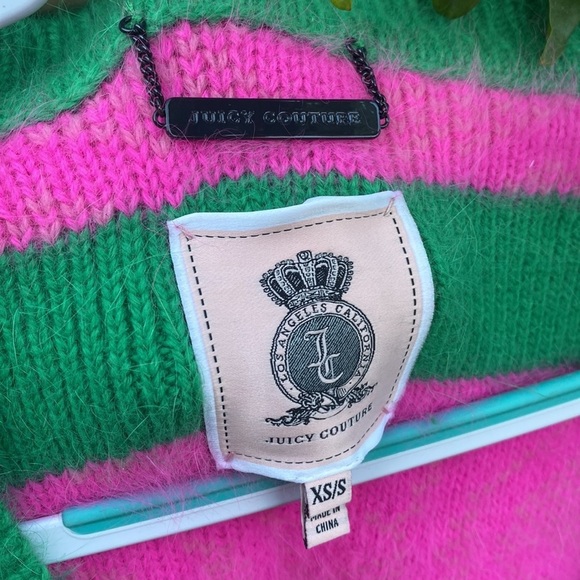 JUICY COUTURE
LOS ANGELES CALIFORNIA
JC
JUICY COUTURE
XS/S
MADE IN
CHINA